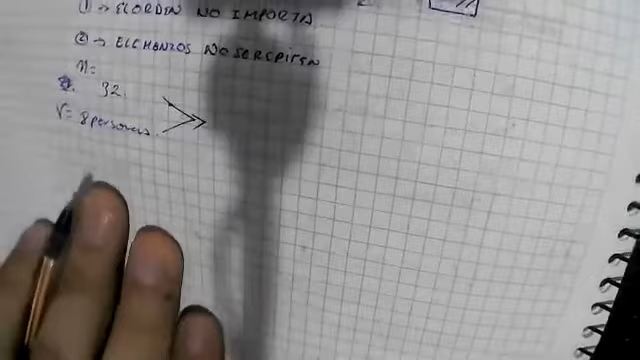 ① → EL ORDEN NO IMPORTA
② → ELEMENTOS NO SE REPITEN
n=
32.
r= 8 personas.